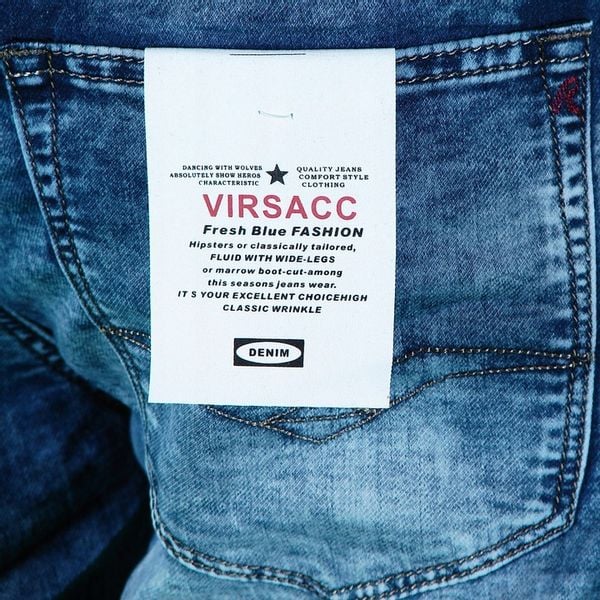 DANCING WITH WOLVES
ABSOLUTELY SHOW HEROS
CHARACTERISTIC
QUALITY JEANS
COMFORT STYLE
CLOTHING
VIRSACC
Fresh Blue FASHION
Hipsters or classically tailored,
FLUID WITH WIDE-LEGS
or marrow boot-cut-among
this seasons jeans wear.
IT S YOUR EXCELLENT CHOICEHIGH
CLASSIC WRINKLE
DENIM